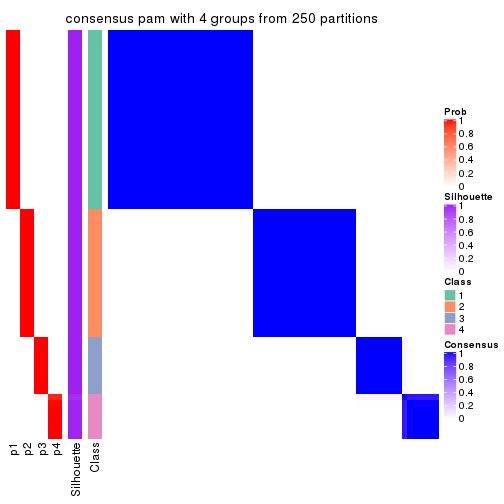 consensus pam with 4 groups from 250 partitions
Prob
1
0.8
0.6
0.4
0.2
0
Silhouette
1
0.8
0.6
0.4
0.2
0
Class
1
2
3
4
Consensus
1
0.8
0.6
0.4
0.2
0
p1
p2
p3
p4
Silhouette
Class